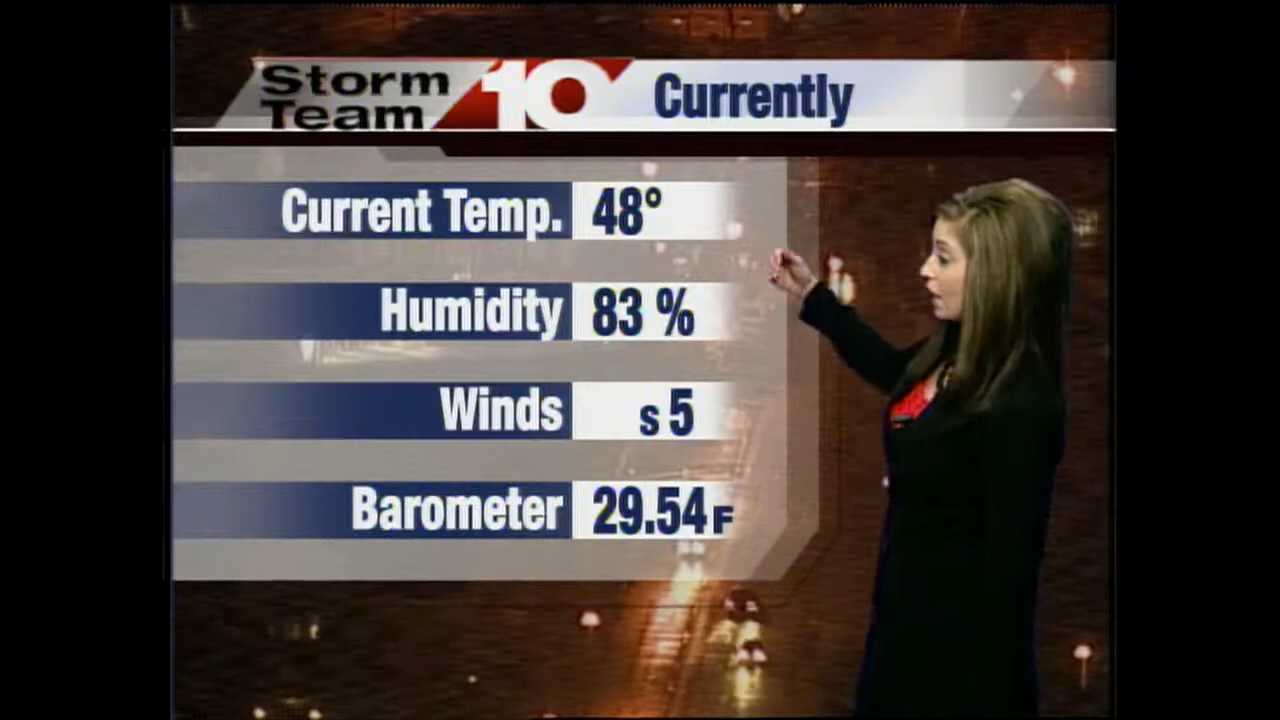 Storm Team 10 Currently
Current Temp. 48°
Humidity 83 %
Winds s 5
Barometer 29.54 F